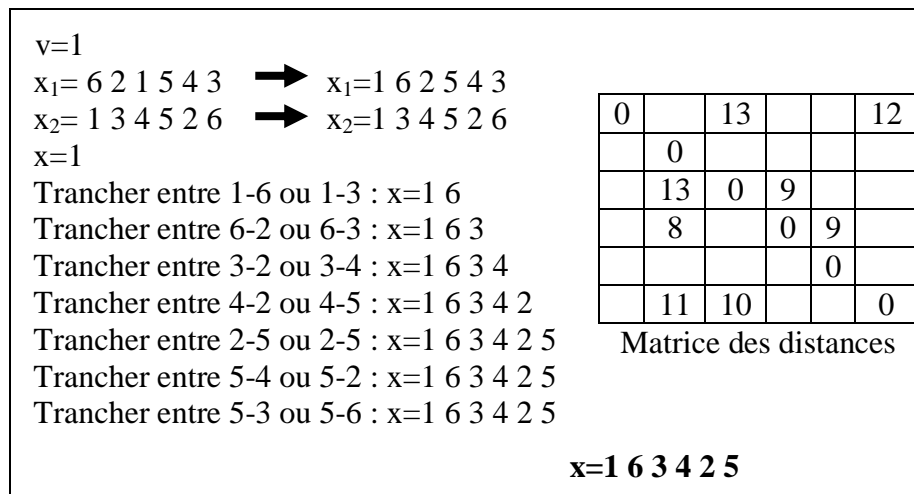 v=1
x1= 6 2 1 5 4 3 → x1=1 6 2 5 4 3
x2= 1 3 4 5 2 6 → x2=1 3 4 5 2 6
x=1
Trancher entre 1-6 ou 1-3 : x=1 6
Trancher entre 6-2 ou 6-3 : x=1 6 3
Trancher entre 3-2 ou 3-4 : x=1 6 3 4
Trancher entre 4-2 ou 4-5 : x=1 6 3 4 2
Trancher entre 2-5 ou 2-5 : x=1 6 3 4 2 5
Trancher entre 5-4 ou 5-2 : x=1 6 3 4 2 5
Trancher entre 5-3 ou 5-6 : x=1 6 3 4 2 5
0 13 12
0
13 0 9
8 0 9
0
11 10 0
Matrice des distances
x=1 6 3 4 2 5